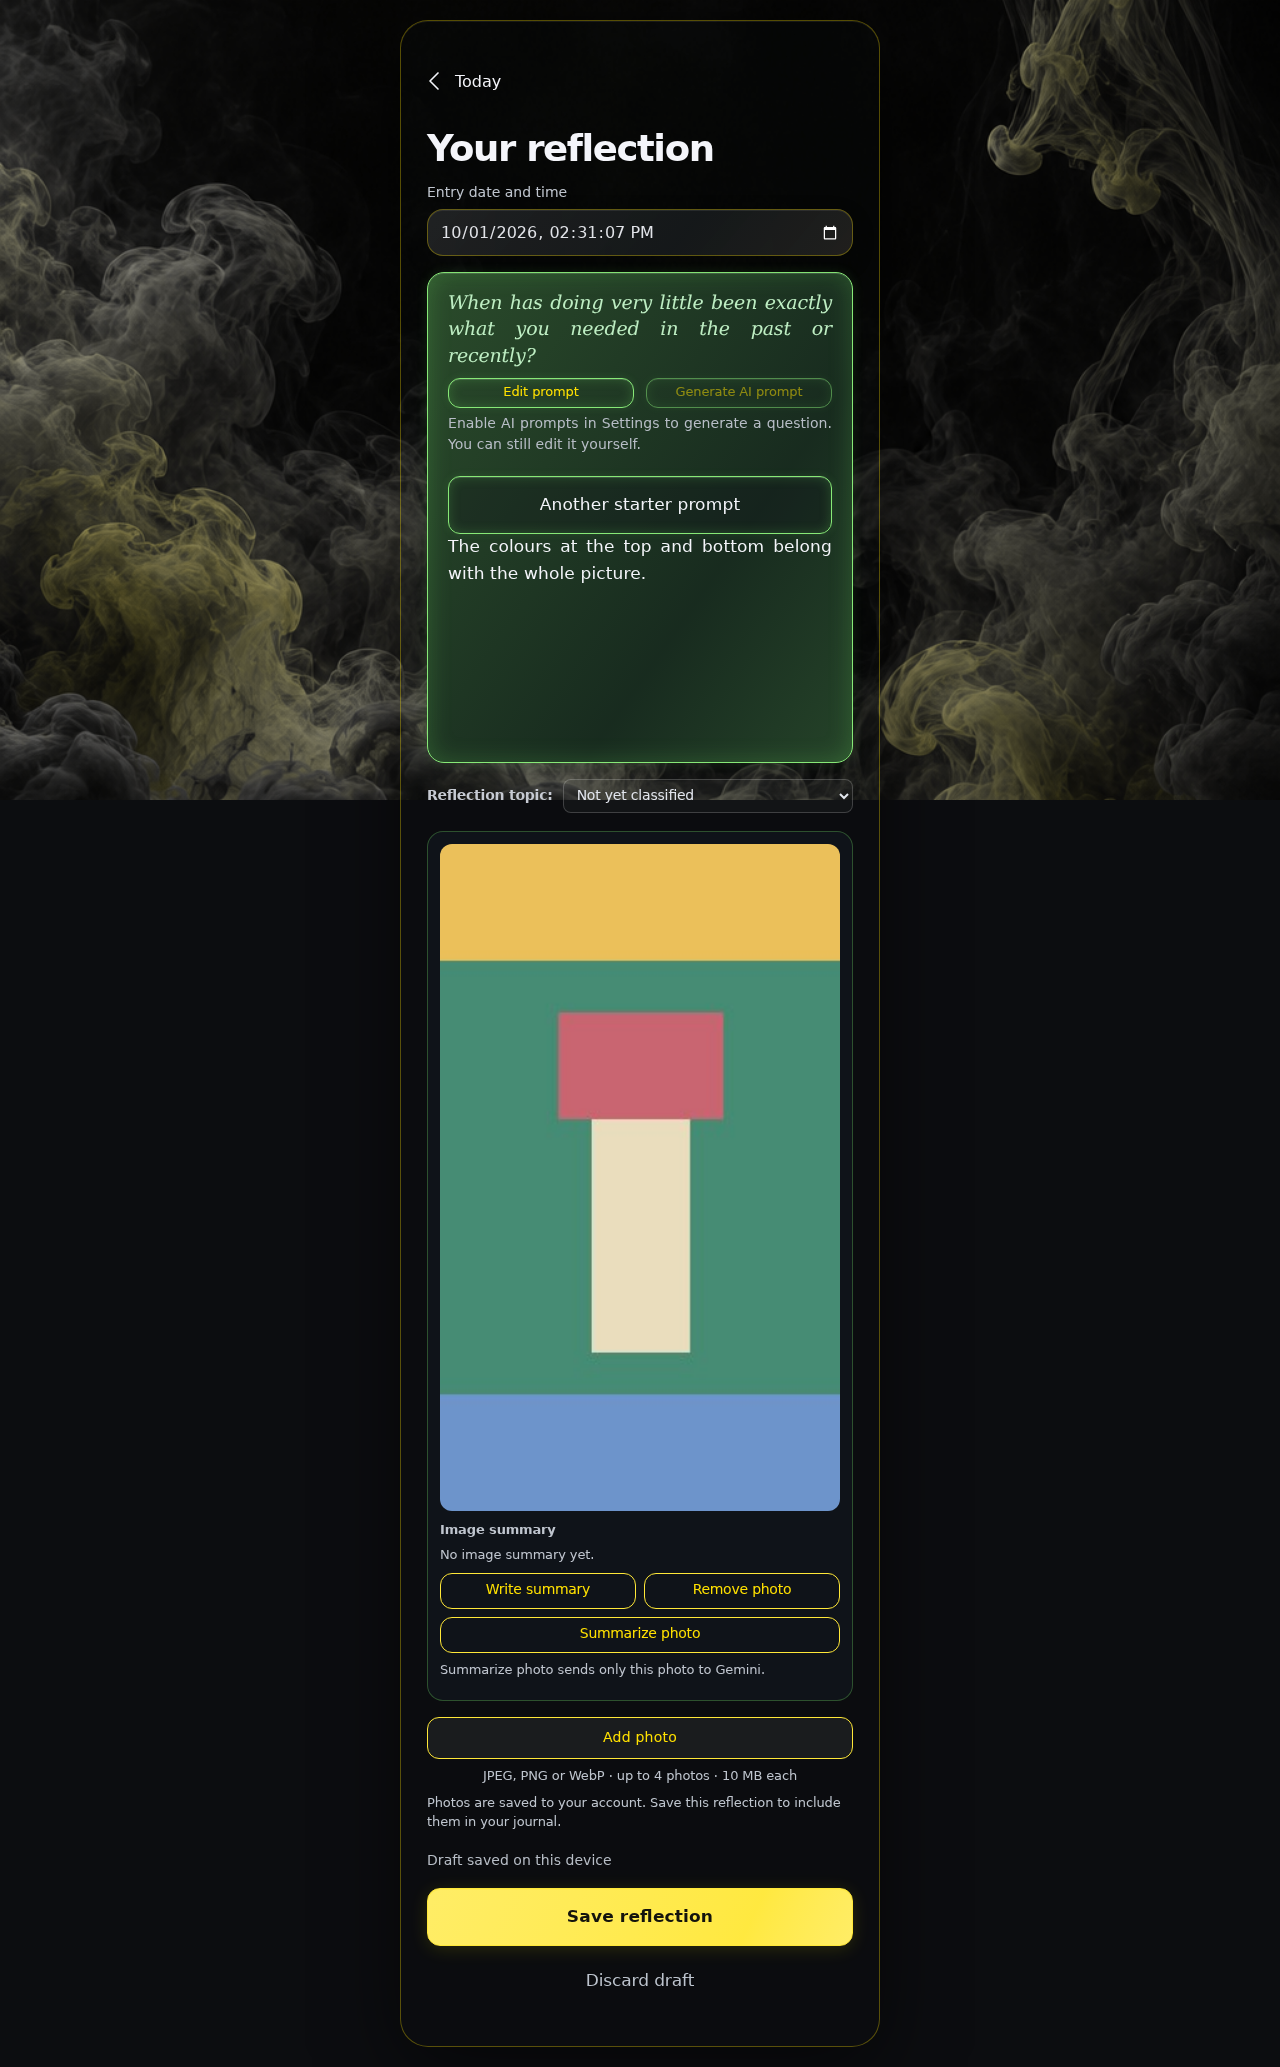 Today
Your reflection
Entry date and time
10/01/2026, 02:31:07 PM
When has doing very little been exactly
what you needed in the past or
recently?
Edit prompt
Generate AI prompt
Enable AI prompts in Settings to generate a question.
You can still edit it yourself.
Another starter prompt
The colours at the top and bottom belong
with the whole picture.
Reflection topic:
Not yet classified
Image summary
No image summary yet.
Write summary
Remove photo
Summarize photo
Summarize photo sends only this photo to Gemini.
Add photo
JPEG, PNG or WebP · up to 4 photos · 10 MB each
Photos are saved to your account. Save this reflection to include
them in your journal.
Draft saved on this device
Save reflection
Discard draft